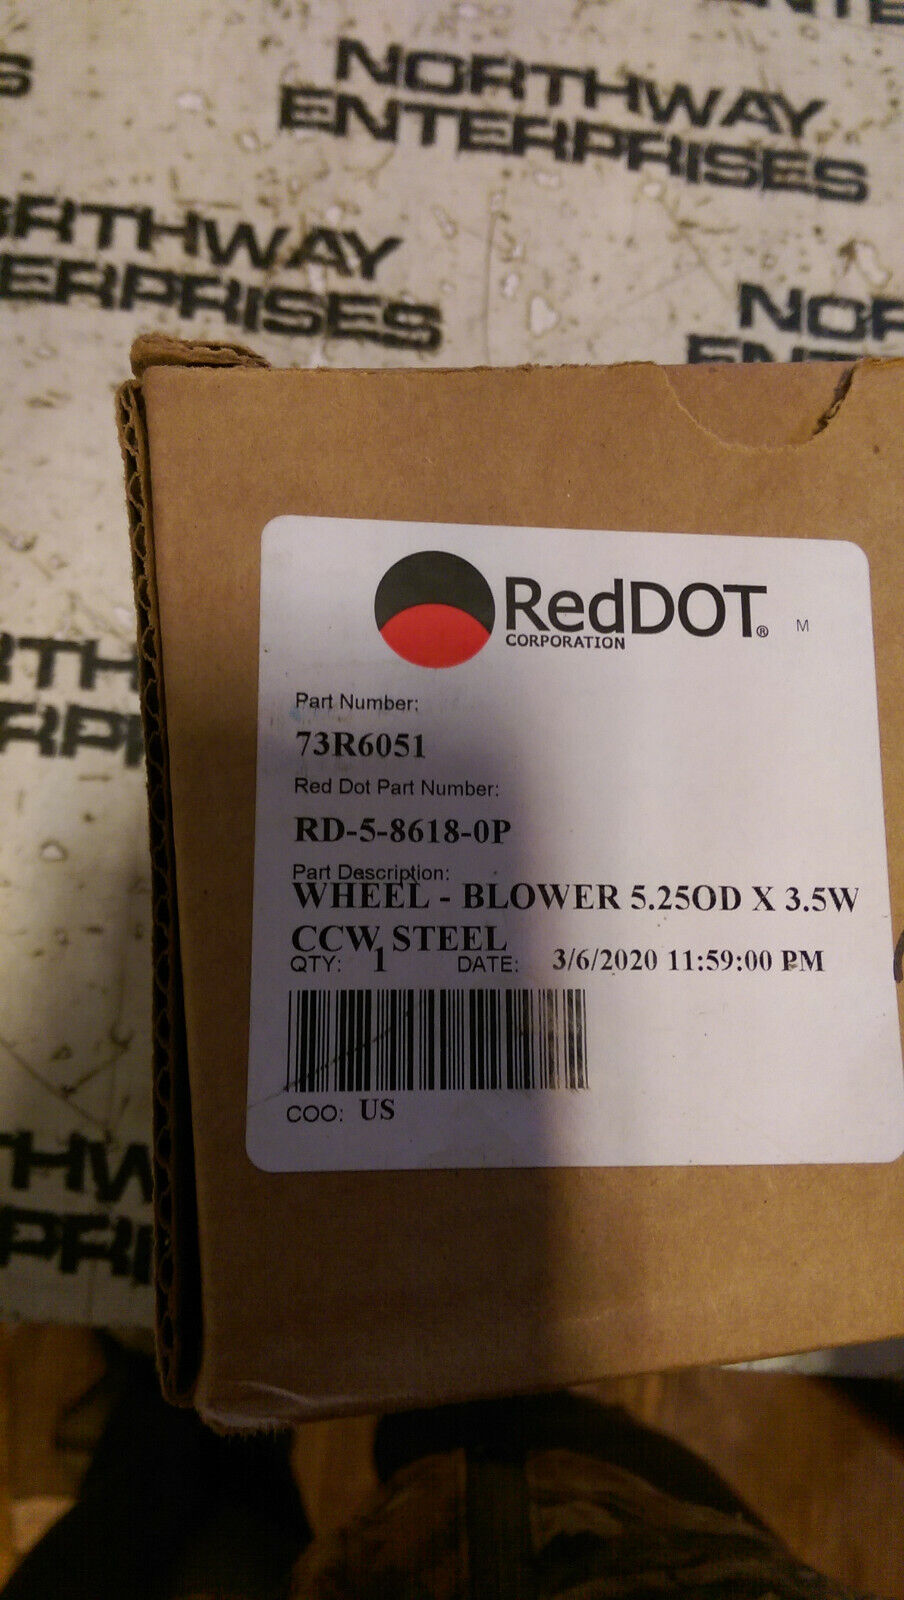 NORTHWAY
ENTERPRISES
NORTHWAY
ENTERPRISES
RedDOT®
CORPORATION
M
Part Number:
73R6051
Red Dot Part Number:
RD-5-8618-0P
Part Description:
WHEEL - BLOWER 5.25OD X 3.5W
CCW STEEL
QTY: 1 DATE: 3/6/2020 11:59:00 PM
COO: US